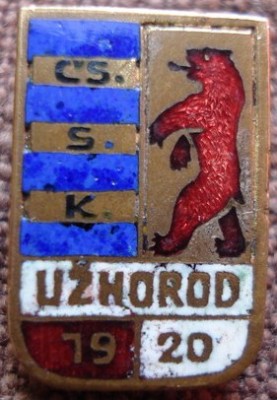 ČS.
S.
K.
UŽHOROD
19 20